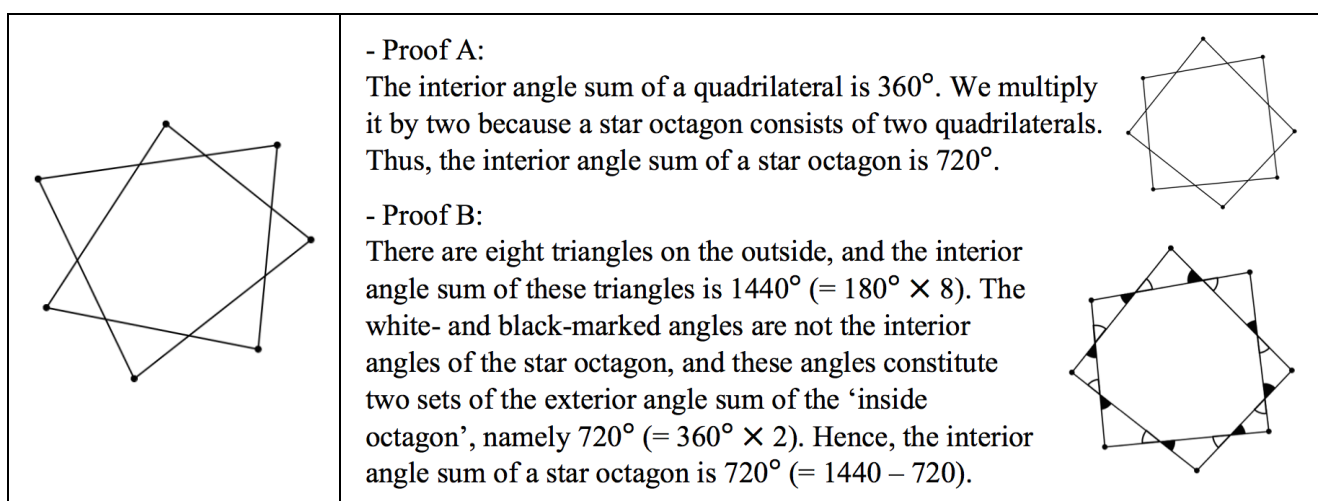 - Proof A:
The interior angle sum of a quadrilateral is 360°. We multiply
it by two because a star octagon consists of two quadrilaterals.
Thus, the interior angle sum of a star octagon is 720°.
- Proof B:
There are eight triangles on the outside, and the interior
angle sum of these triangles is 1440° (= 180° × 8). The
white- and black-marked angles are not the interior
angles of the star octagon, and these angles constitute
two sets of the exterior angle sum of the ‘inside
octagon’, namely 720° (= 360° × 2). Hence, the interior
angle sum of a star octagon is 720° (= 1440 – 720).